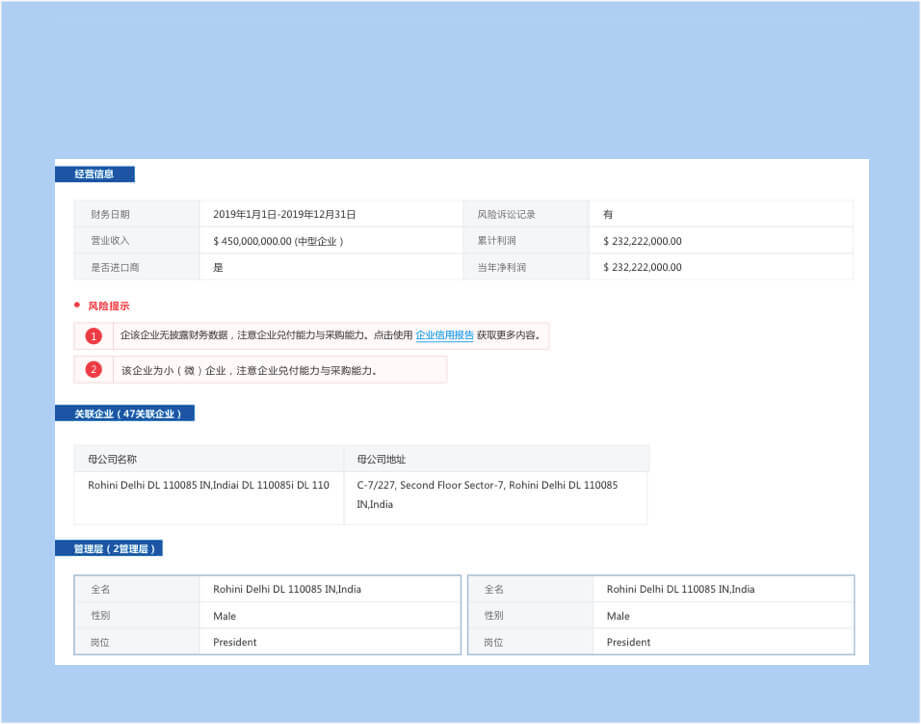 经营信息
财务日期 2019年1月1日-2019年12月31日 风险诉讼记录 有
营业收入 $ 450,000,000.00 (中型企业 ) 累计利润 $ 232,222,000.00
是否进口商 是 当年净利润 $ 232,222,000.00
风险提示
1 企该企业无披露财务数据，注意企业兑付能力与采购能力。点击使用 企业信用报告 获取更多内容。
2 该企业为小（微）企业，注意企业兑付能力与采购能力。
关联企业（47关联企业）
母公司名称 母公司地址
Rohini Delhi DL 110085 IN,Indiai DL 110085i DL 110 C-7/227, Second Floor Sector-7, Rohini Delhi DL 110085
IN,India
管理层（2管理层）
全名 Rohini Delhi DL 110085 IN,India 全名 Rohini Delhi DL 110085 IN,India
性别 Male 性别 Male
岗位 President 岗位 President